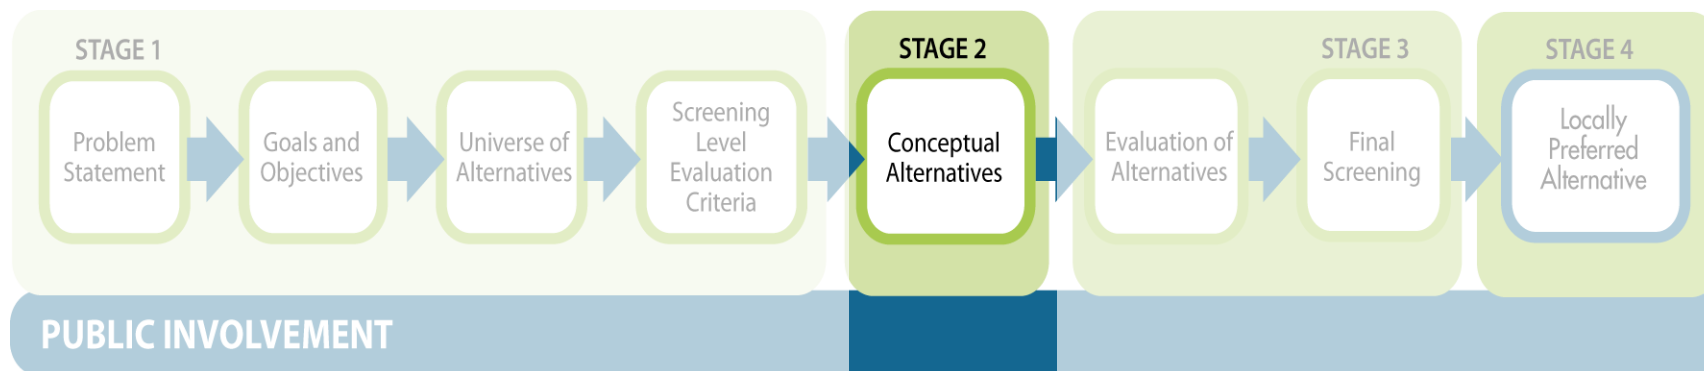 STAGE 1
Problem
Statement
Goals and
Objectives
Universe of
Alternatives
Screening
Level
Evaluation
Criteria
STAGE 2
Conceptual
Alternatives
STAGE 3
Evaluation of
Alternatives
Final
Screening
STAGE 4
Locally
Preferred
Alternative
PUBLIC INVOLVEMENT